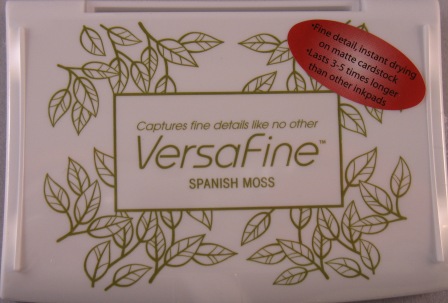 •Fine detail, instant drying
on matte cardstock
•Lasts 3-5 times longer
than other inkpads
Captures fine details like no other
VersaFine™
SPANISH MOSS